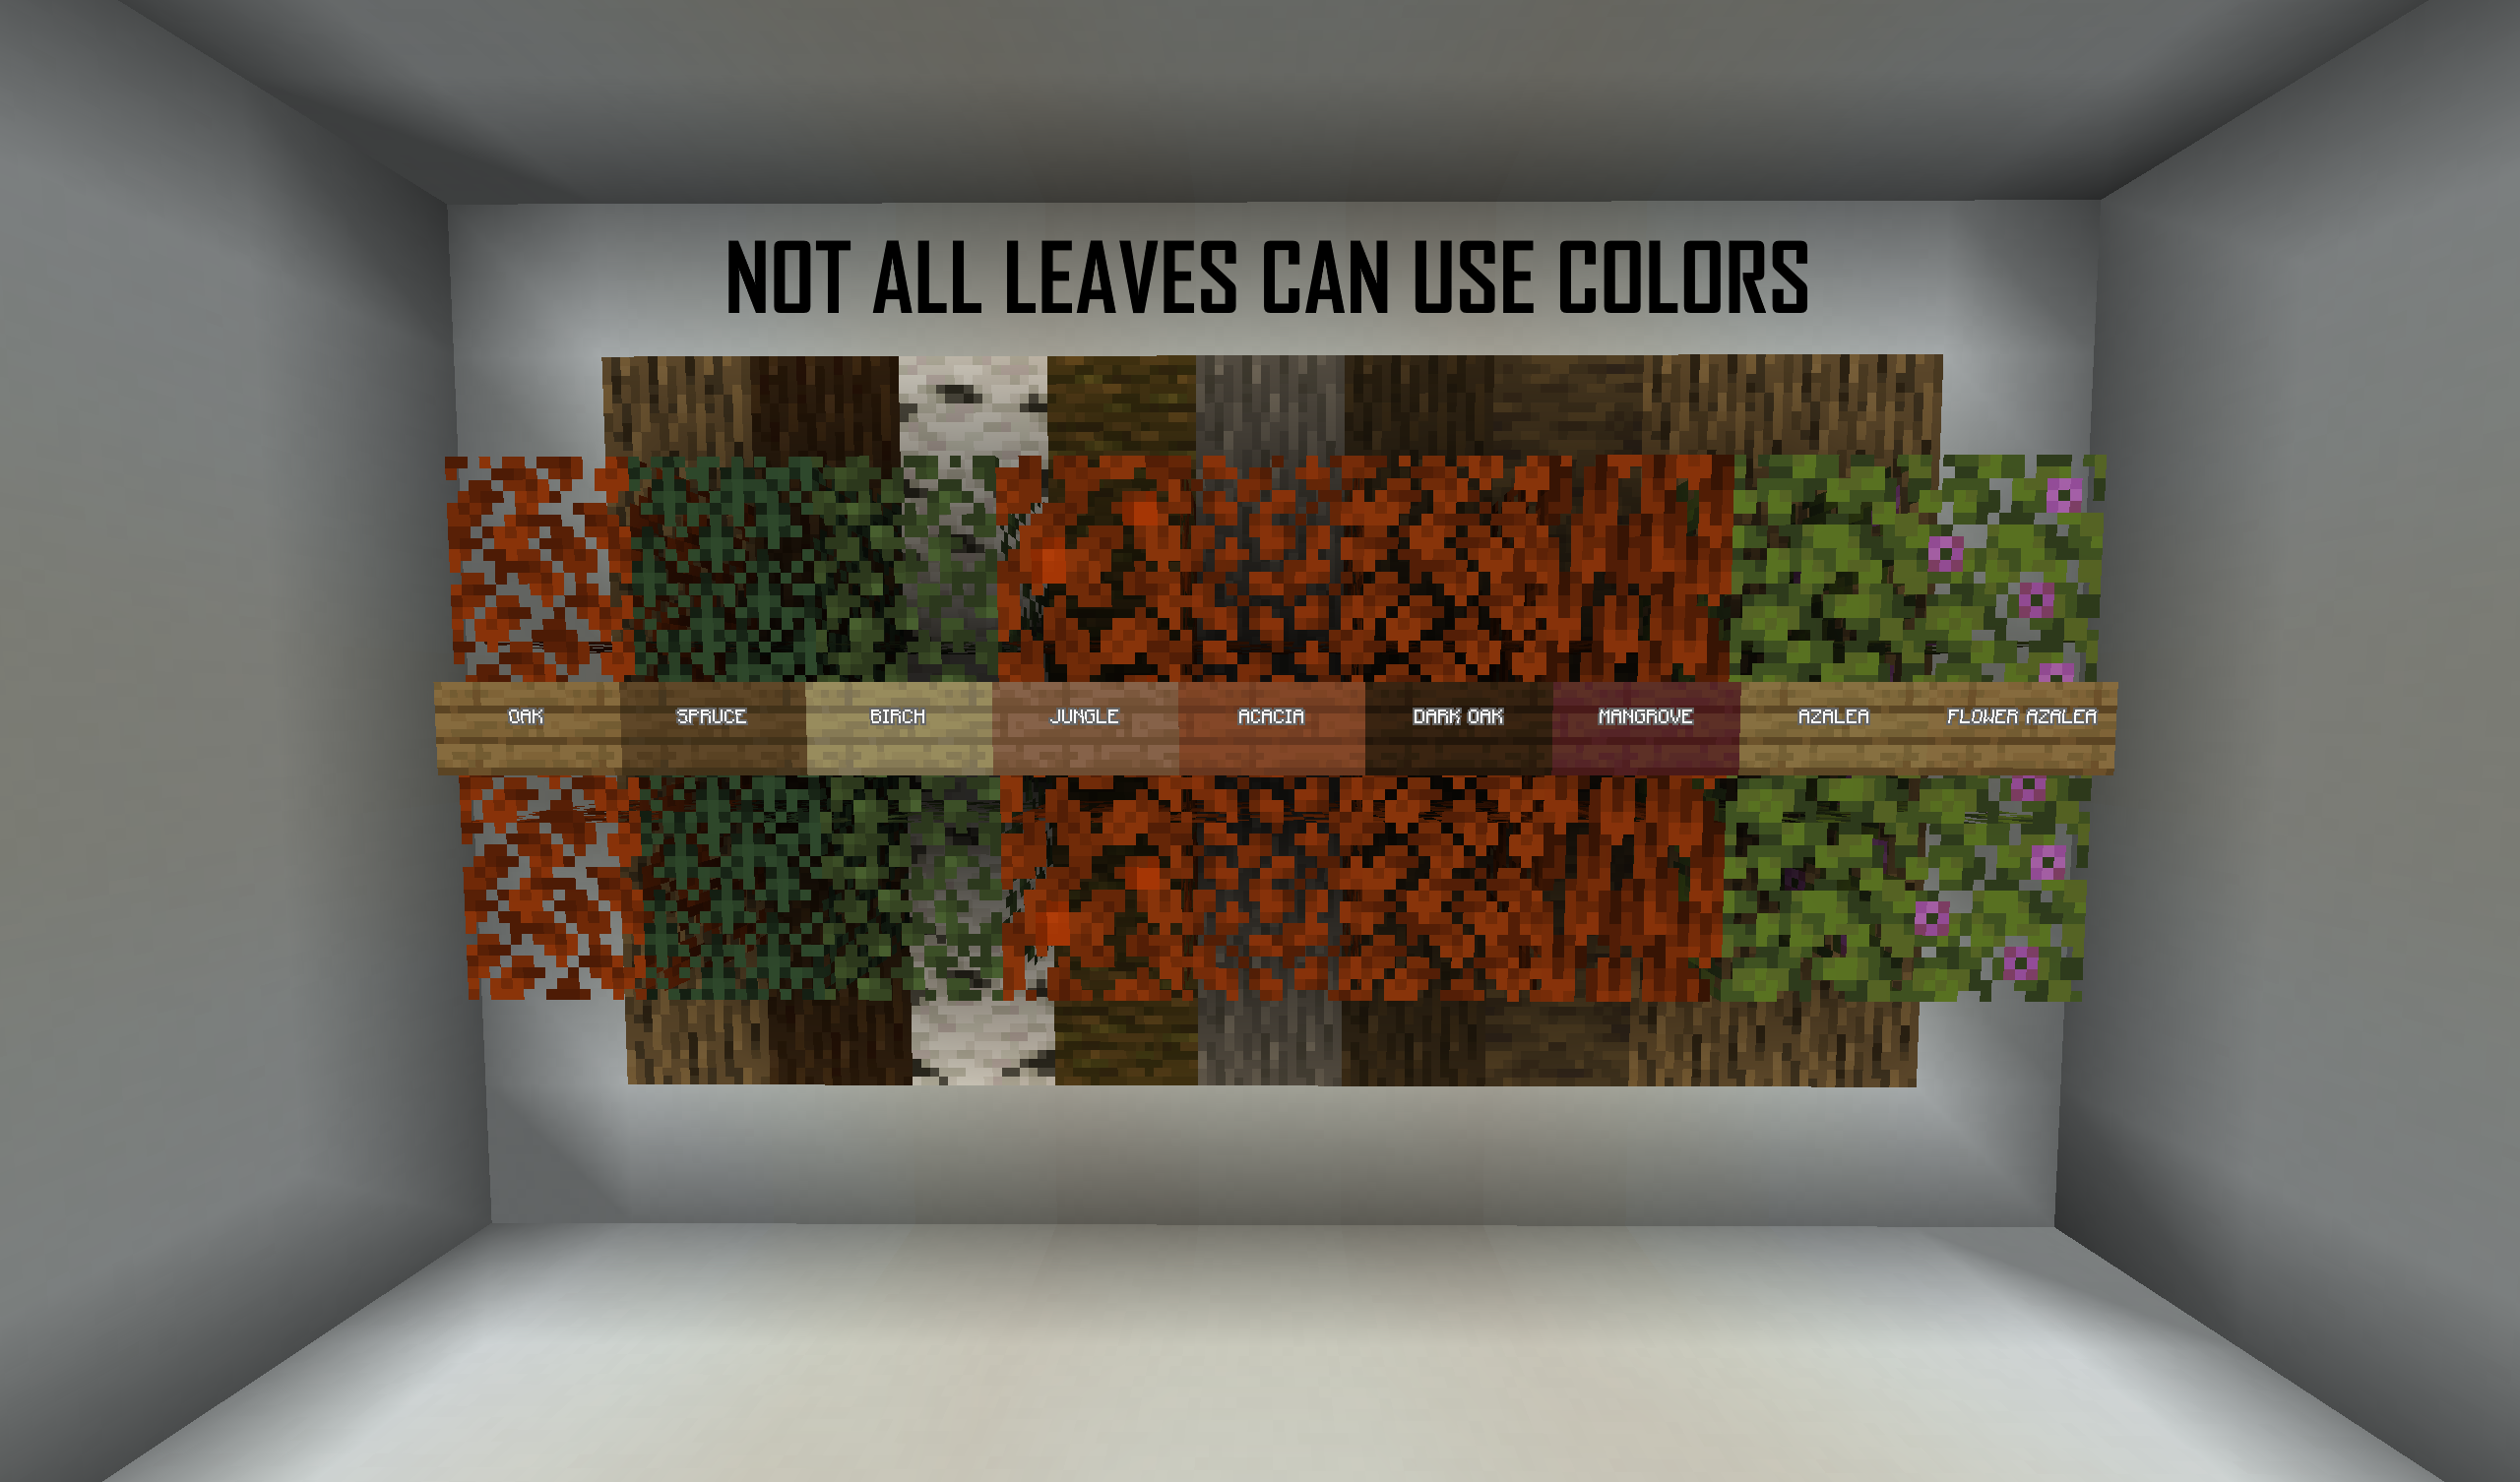 NOT ALL LEAVES CAN USE COLORS
OAK SPRUCE BIRCH JUNGLE ACACIA DARK OAK MANGROVE AZALEA FLOWER AZALEA